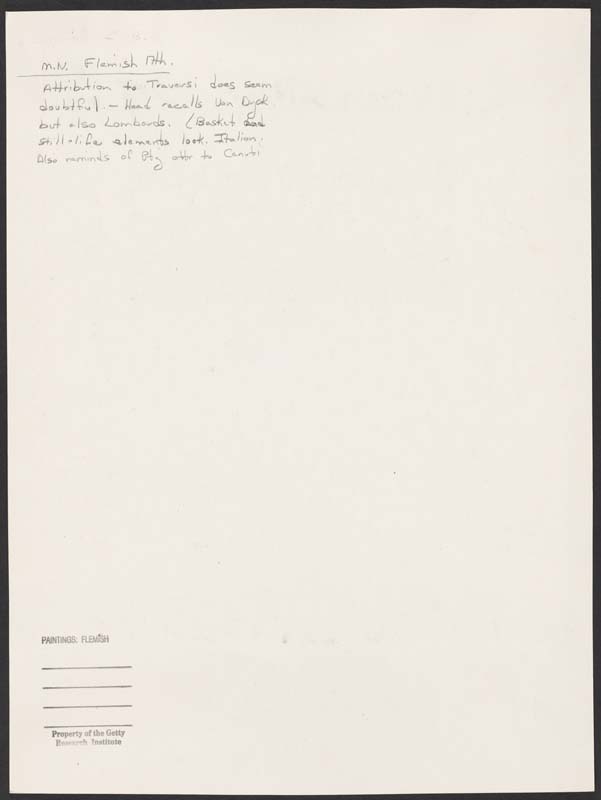 M.N. Flemish 17th.
Attribution to Traversi does seem
doubtful. - Head recalls Van Dyck
but also Lombards. (Basket and
still-life elements look Italian.
Also reminds of Ptg attr to Canuti
PAINTINGS: FLEMISH
Property of the Getty
Research Institute